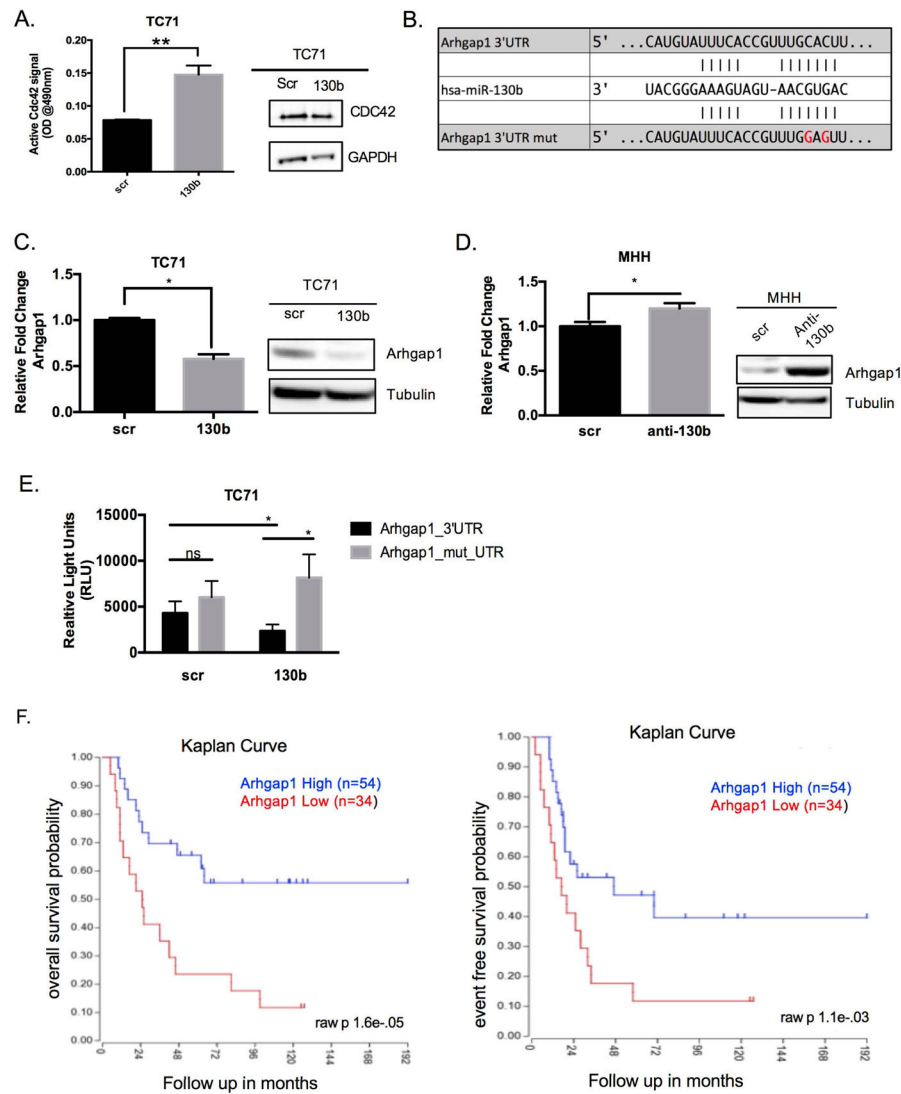 A.
TC71
Active Cdc42 signal
(OD @490nm)
0.20
0.15
0.10
0.05
0.00
**
scr
130b
TC71
Scr 130b
CDC42
GAPDH
B.
Arhgap1 3'UTR 5' ...CAUGUAUUUCACCGUUUGCACUU...
||||| |||||||
hsa-miR-130b 3' UACGGGAAAGUAGU-AACGUGAC
||||| |||||||
Arhgap1 3'UTR mut 5' ...CAUGUAUUUCACCGUUUGGAGUU...
C.
TC71
Relative Fold Change
Arhgap1
1.5
1.0
0.5
0.0
*
scr
130b
TC71
scr 130b
Arhgap1
Tubulin
D.
MHH
Relative Fold Change
Arhgap1
1.5
1.0
0.5
0.0
*
scr
anti-130b
MHH
scr Anti-
130b
Arhgap1
Tubulin
E.
TC71
Realtive Light Units
(RLU)
15000
10000
5000
0
ns
*
*
scr
130b
Arhgap1_3'UTR
Arhgap1_mut_UTR
F.
Kaplan Curve
Arhgap1 High (n=54)
Arhgap1 Low (n=34)
overall survival probability
1.00
0.90
0.80
0.70
0.60
0.50
0.40
0.30
0.20
0.10
0.00
raw p 1.6e-.05
0 24 48 72 96 120 144 168 192
Follow up in months
Kaplan Curve
Arhgap1 High (n=54)
Arhgap1 Low (n=34)
event free survival probability
1.00
0.90
0.80
0.70
0.60
0.50
0.40
0.30
0.20
0.10
0.00
raw p 1.1e-.03
0 24 48 72 96 120 144 168 192
Follow up in months